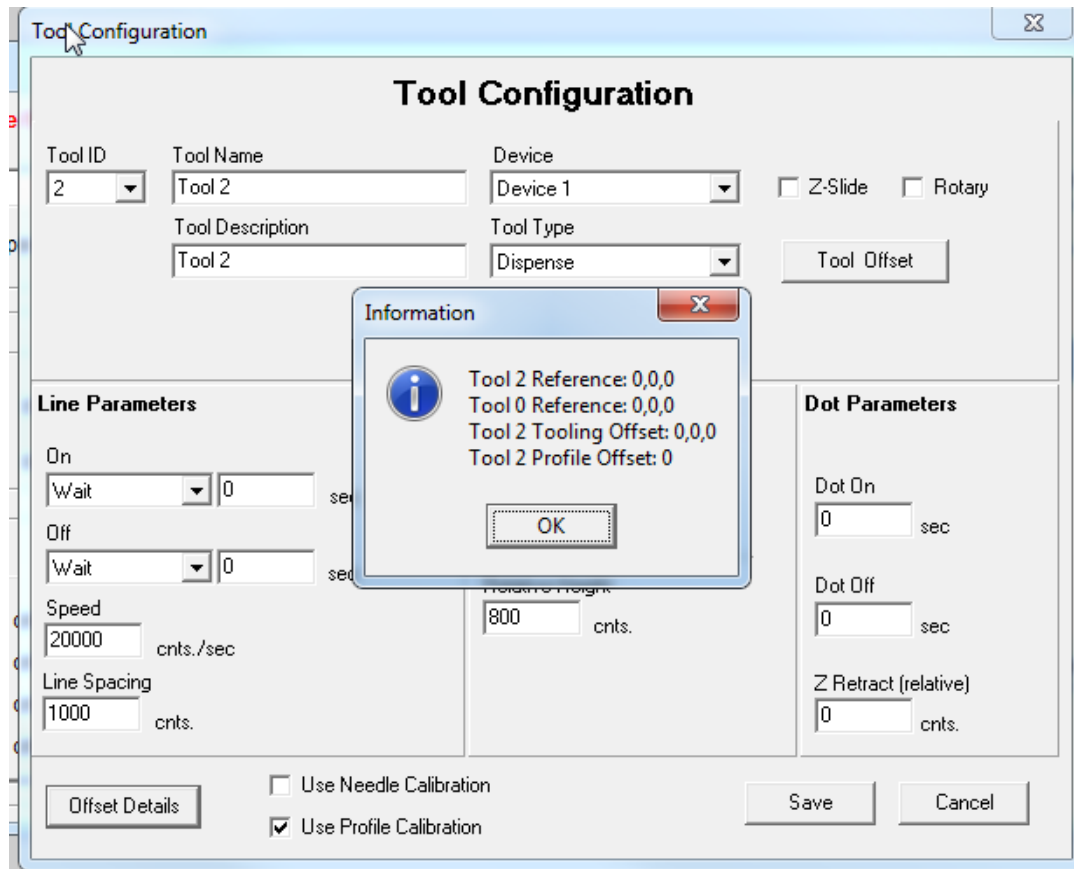 Tool Configuration
Tool Configuration
Tool ID Tool Name Device
2 Tool 2 Device 1 Z-Slide Rotary
Tool Description Tool Type
Tool 2 Dispense Tool Offset
Information
Tool 2 Reference: 0,0,0
Tool 0 Reference: 0,0,0
Tool 2 Tooling Offset: 0,0,0
Tool 2 Profile Offset: 0
OK
Line Parameters
On
Wait 0
Off
Wait 0
Speed
20000 cnts./sec
Line Spacing
1000 cnts.
Relative Height
800 cnts.
Dot Parameters
Dot On
0 sec
Dot Off
0 sec
Z Retract (relative)
0 cnts.
Offset Details
Use Needle Calibration
Use Profile Calibration
Save Cancel